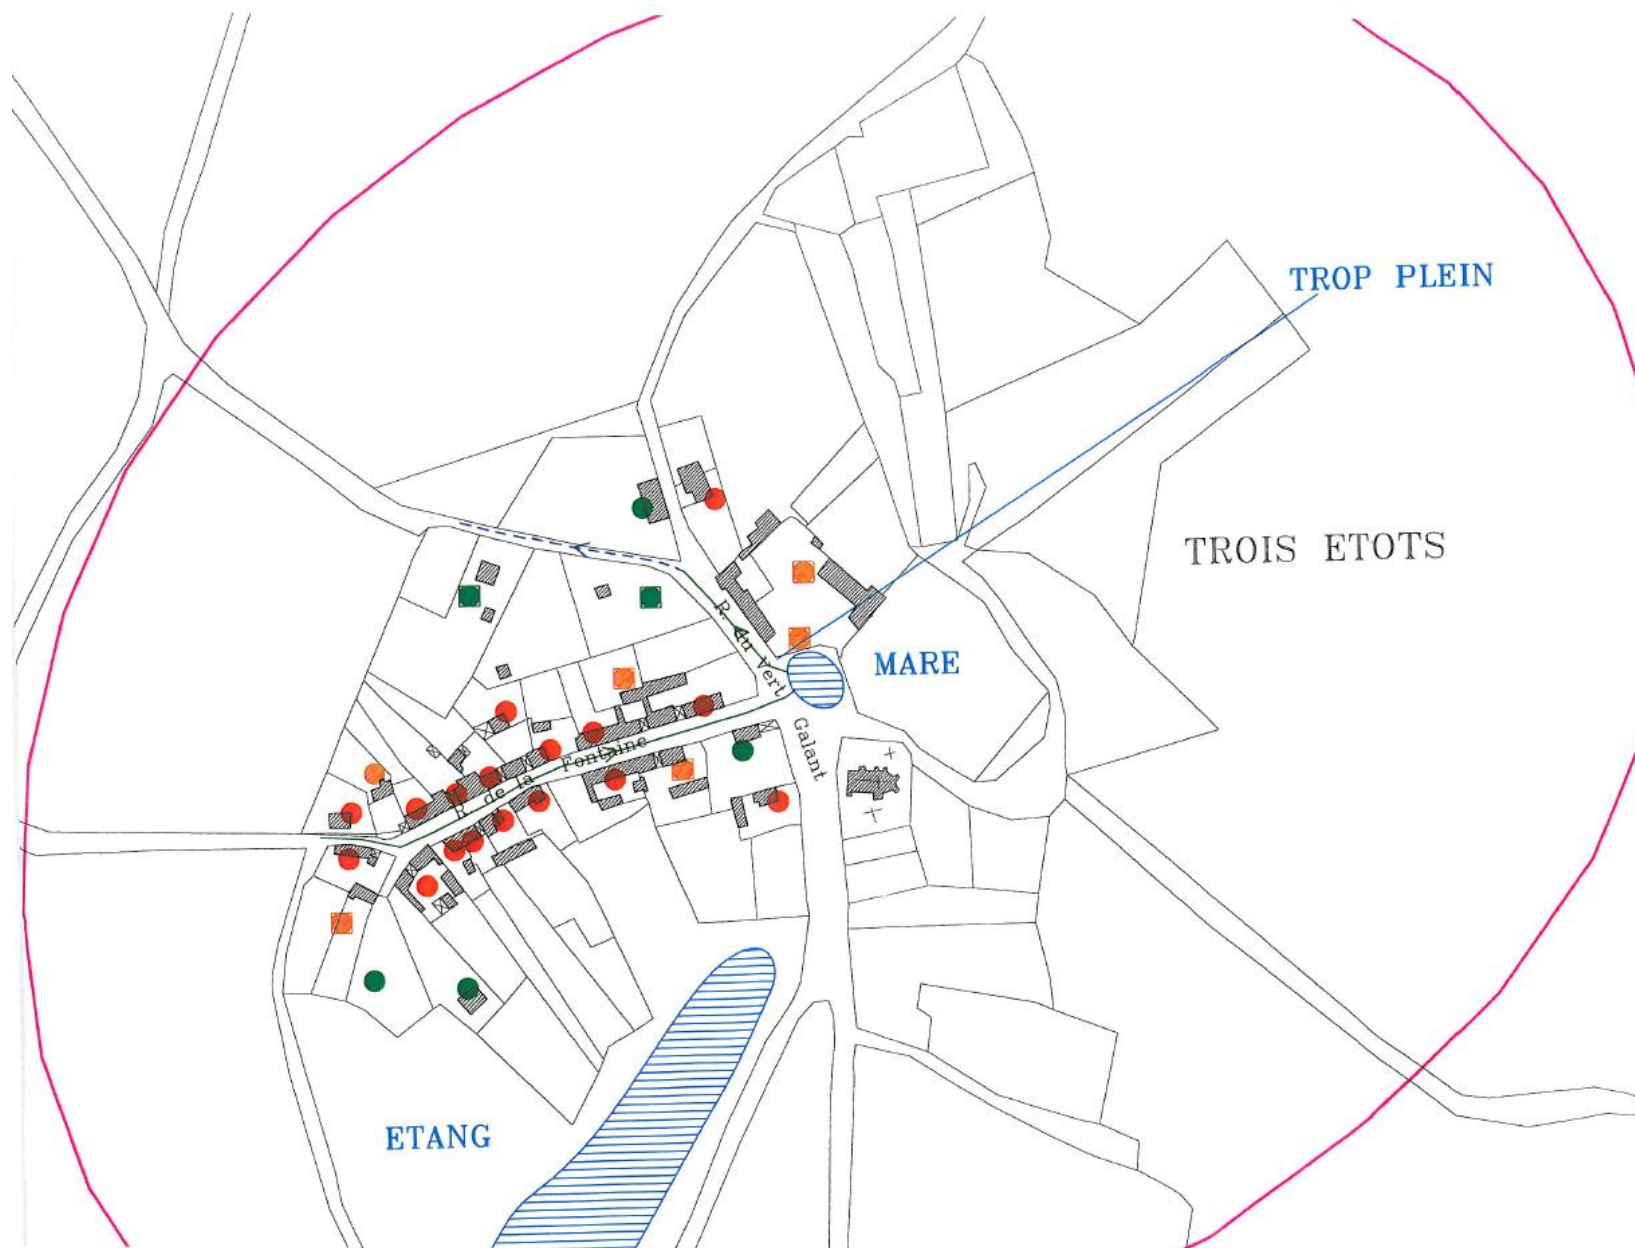 TROP PLEIN
TROIS ETOTS
R. du Vert
Galant
MARE
R. de la Fontaine
ETANG